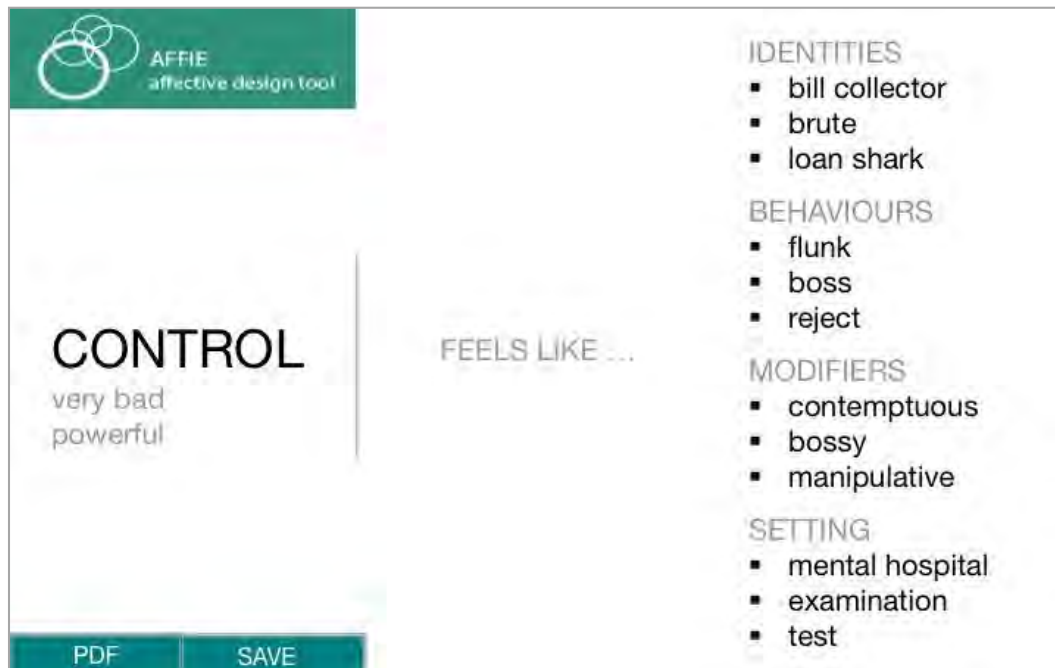 AFFIE
affective design tool
CONTROL
very bad
powerful
FEELS LIKE ...
IDENTITIES
▪ bill collector
▪ brute
▪ loan shark
BEHAVIOURS
▪ flunk
▪ boss
▪ reject
MODIFIERS
▪ contemptuous
▪ bossy
▪ manipulative
SETTING
▪ mental hospital
▪ examination
▪ test
PDF
SAVE